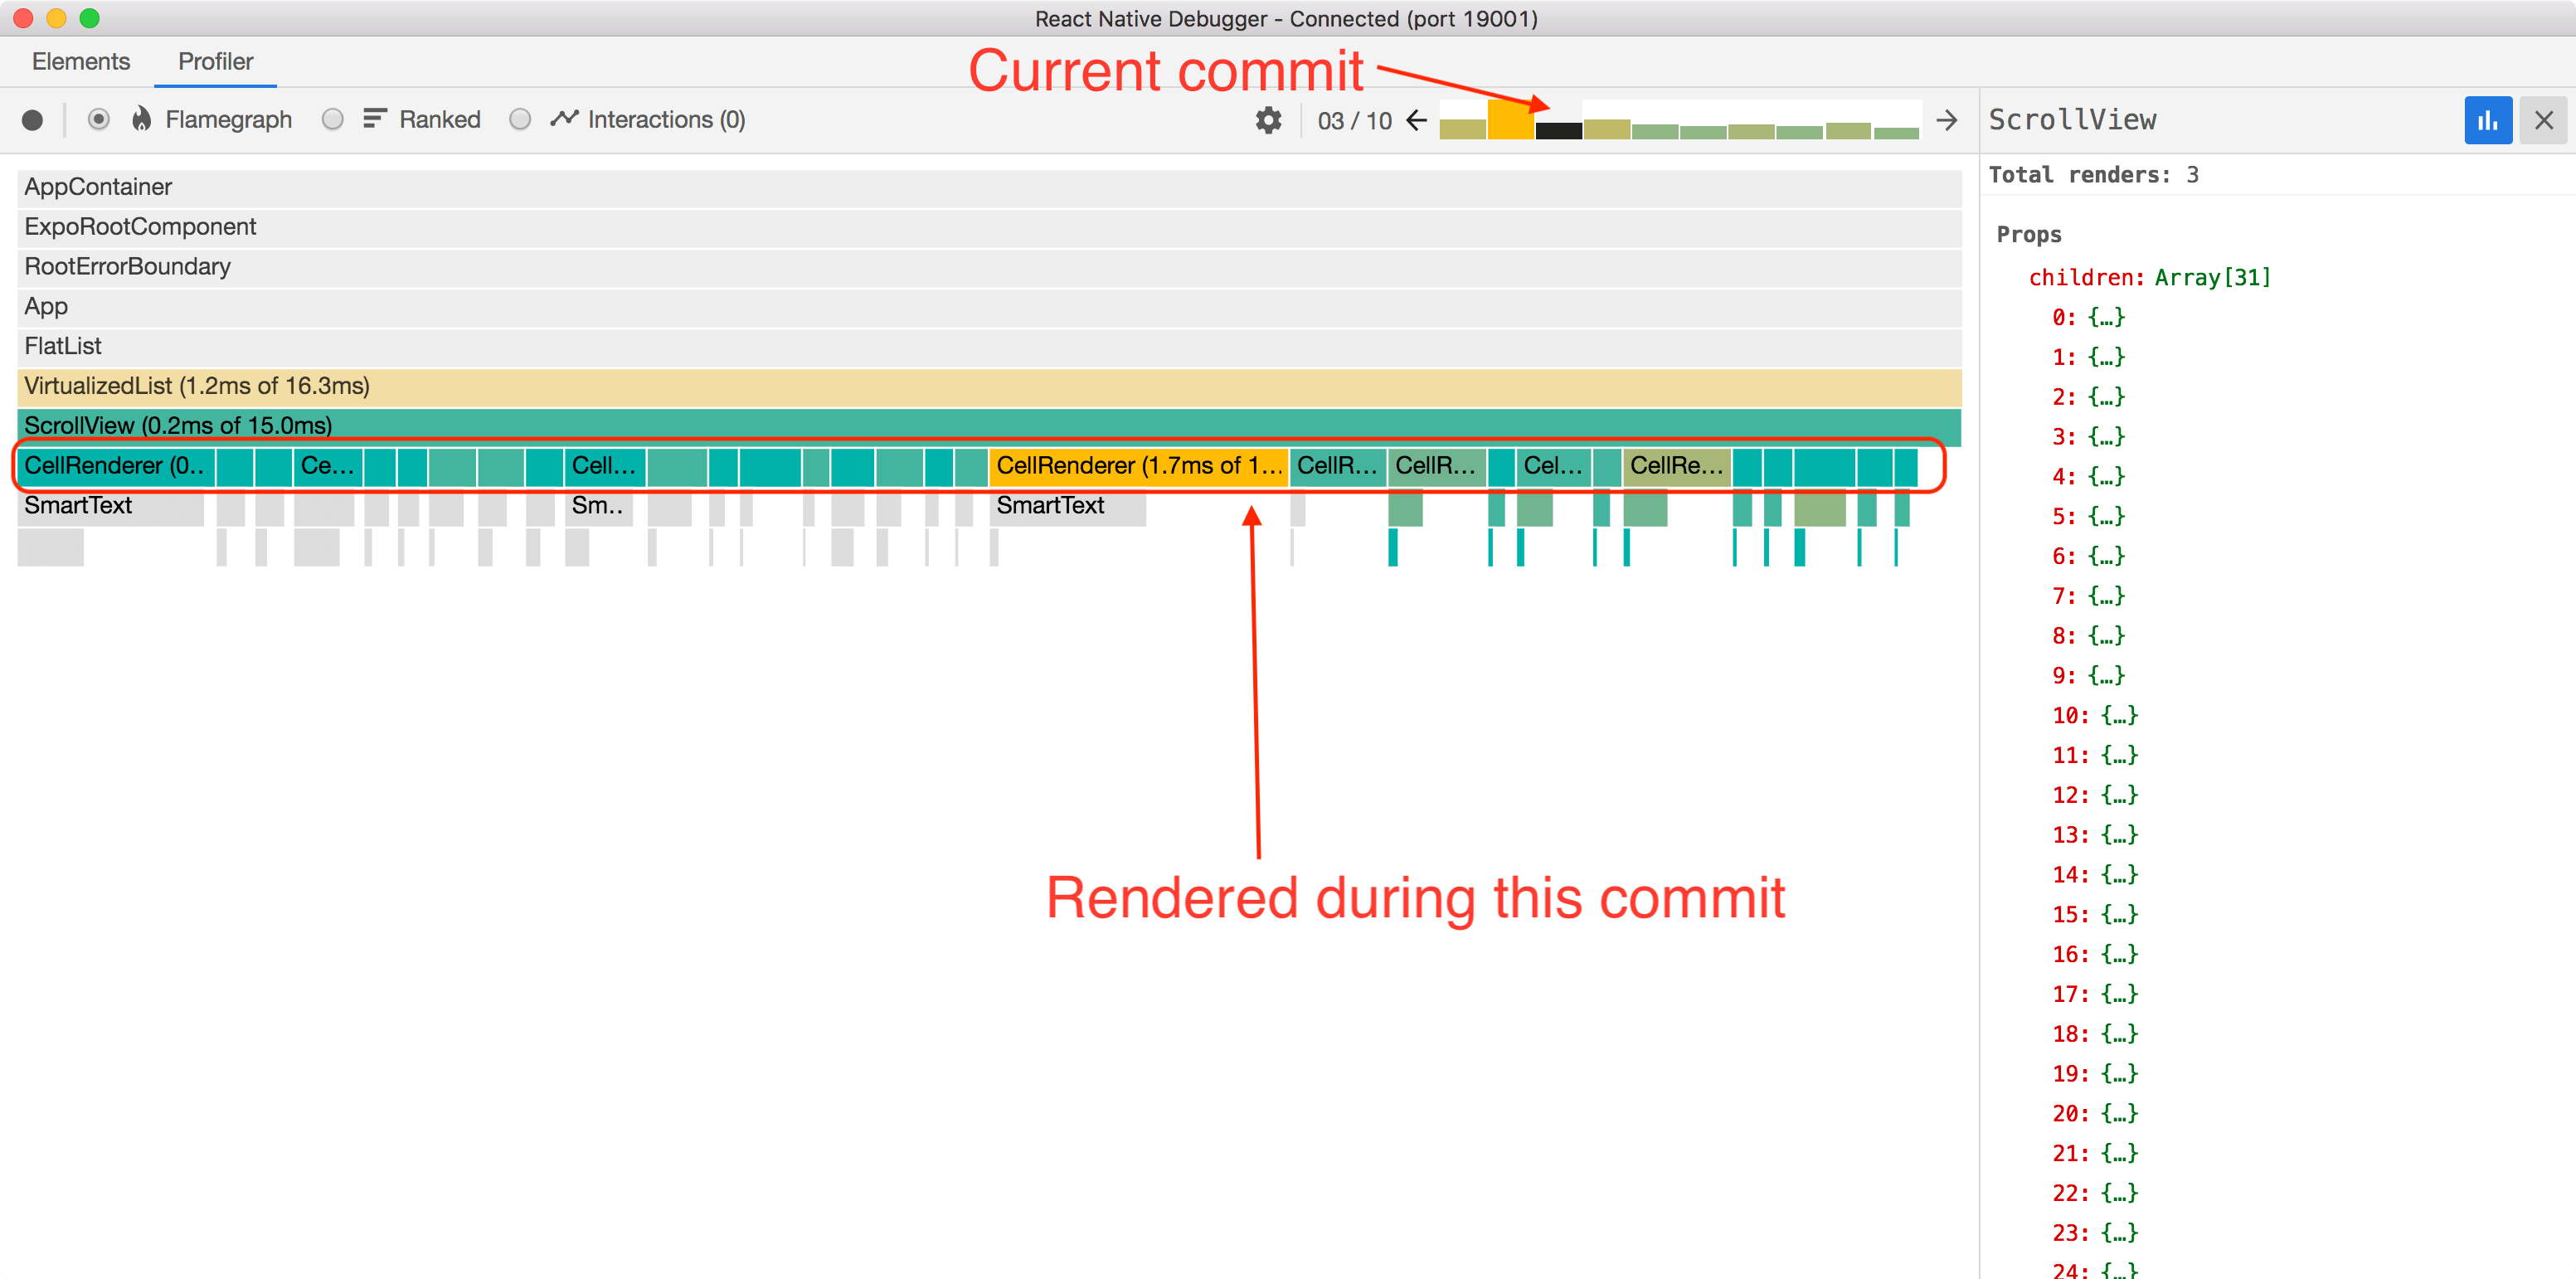 React Native Debugger - Connected (port 19001)
Elements
Profiler
Current commit
Flamegraph
Ranked
Interactions (0)
03 / 10
ScrollView
Total renders: 3
AppContainer
ExpoRootComponent
RootErrorBoundary
App
FlatList
VirtualizedList (1.2ms of 16.3ms)
ScrollView (0.2ms of 15.0ms)
CellRenderer (0..
Ce...
Cell...
CellRenderer (1.7ms of 1...
CellR...
CellR...
Cel...
CellRe...
SmartText
Sm..
SmartText
Rendered during this commit
Props
children: Array[31]
0: {…}
1: {…}
2: {…}
3: {…}
4: {…}
5: {…}
6: {…}
7: {…}
8: {…}
9: {…}
10: {…}
11: {…}
12: {…}
13: {…}
14: {…}
15: {…}
16: {…}
17: {…}
18: {…}
19: {…}
20: {…}
21: {…}
22: {…}
23: {…}
24: {…}